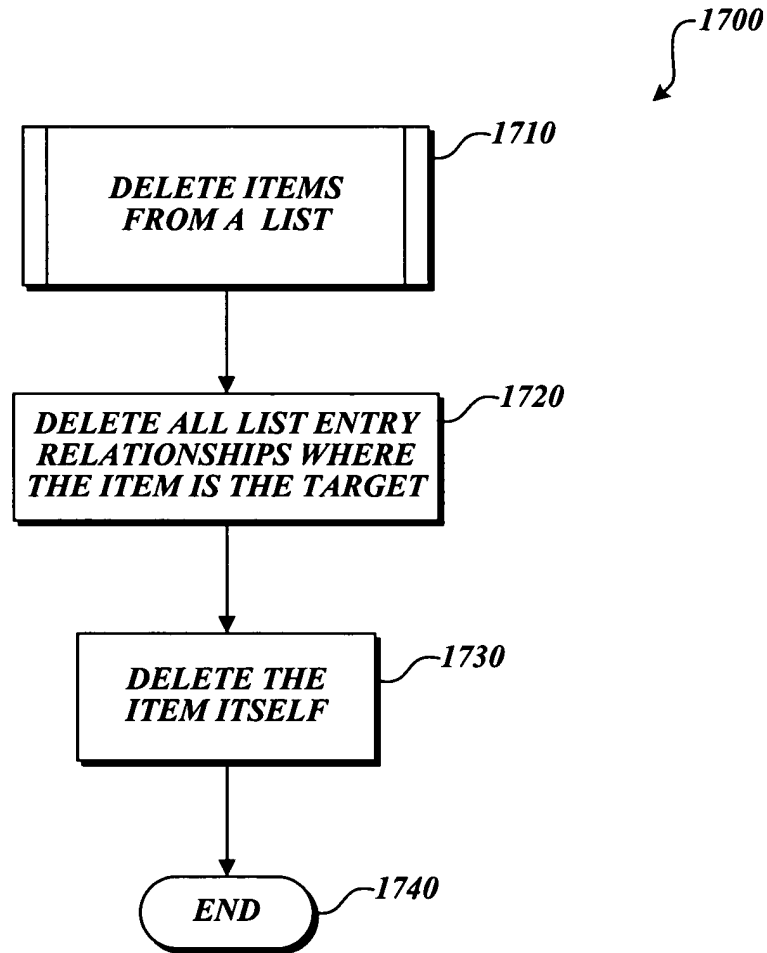 1700
1710
DELETE ITEMS
FROM A LIST
1720
DELETE ALL LIST ENTRY
RELATIONSHIPS WHERE
THE ITEM IS THE TARGET
1730
DELETE THE
ITEM ITSELF
1740
END